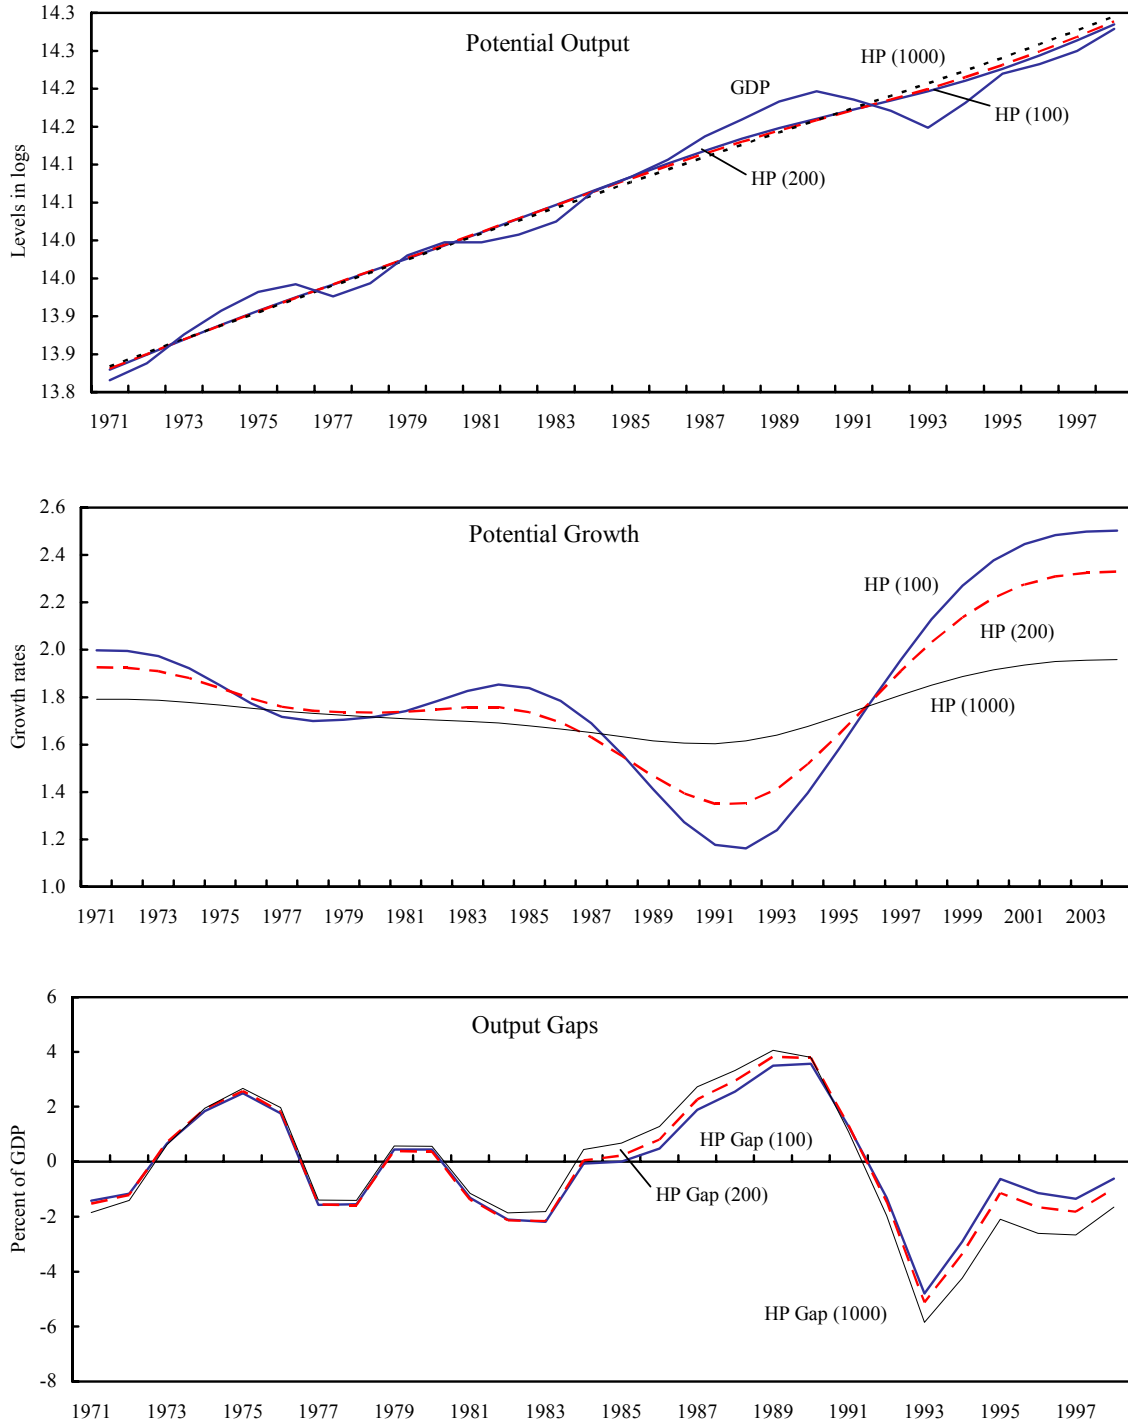 Potential Output
Levels in logs
14.3
14.3
14.2
14.2
14.1
14.1
14.0
14.0
13.9
13.9
13.8
GDP
HP (1000)
HP (100)
HP (200)
1971 1973 1975 1977 1979 1981 1983 1985 1987 1989 1991 1993 1995 1997
Potential Growth
Growth rates
2.6
2.4
2.2
2.0
1.8
1.6
1.4
1.2
1.0
HP (100)
HP (200)
HP (1000)
1971 1973 1975 1977 1979 1981 1983 1985 1987 1989 1991 1993 1995 1997 1999 2001 2003
Output Gaps
Percent of GDP
6
4
2
0
-2
-4
-6
-8
HP Gap (100)
HP Gap (200)
HP Gap (1000)
1971 1973 1975 1977 1979 1981 1983 1985 1987 1989 1991 1993 1995 1997